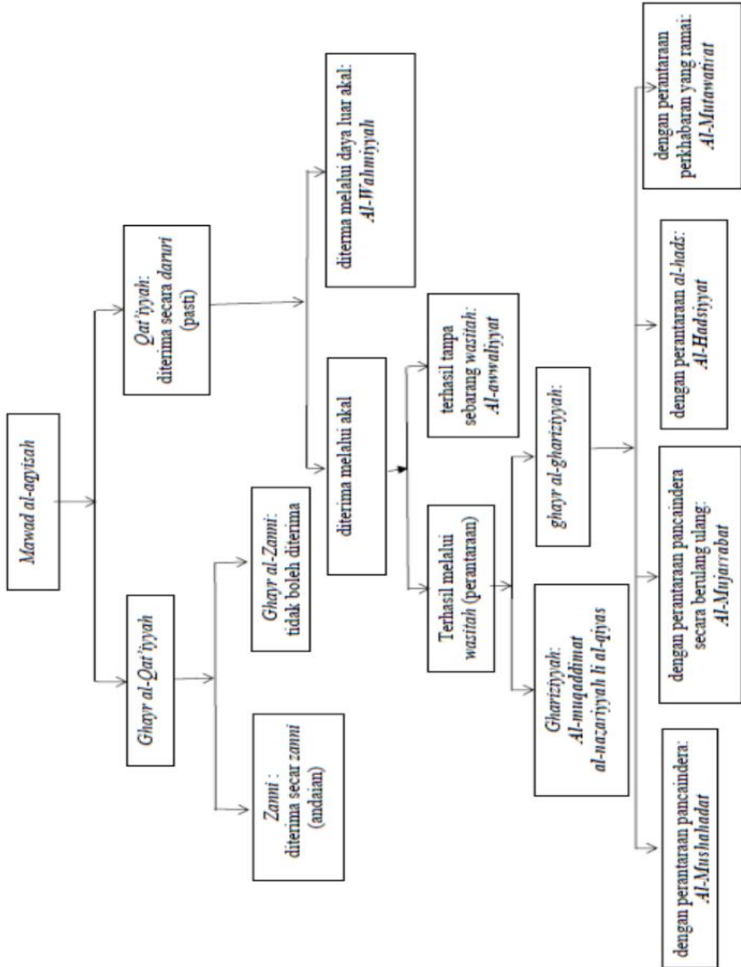 Mawad al-aqyisah
Ghayr al-Qat'iyyah
Qat'iyyah:
diterima secara daruri
(pasti)
Zanni :
diterima secar zanni
(andaian)
Ghayr al-Zanni:
tidak boleh diterima
diterima melalui akal
diterma melalui daya luar akal:
Al-Wahmiyyah
Terhasil melalui
wasitah (perantaraan)
terhasil tanpa
sebarang wasitah:
Al-awwaliyyat
Ghariziyyah:
Al-muqaddimat
al-nazariyyah li al-qiyas
ghayr al-ghariziyyah:
dengan perantaraan pancaindera:
Al-Mushahadat
dengan perantaraan pancaindera
secara berulang ulang:
Al-Mujarrabat
dengan perantaraan al-hads:
Al-Hadsiyyat
dengan perantaraan
perkhabaran yang ramai:
Al-Mutawatirat